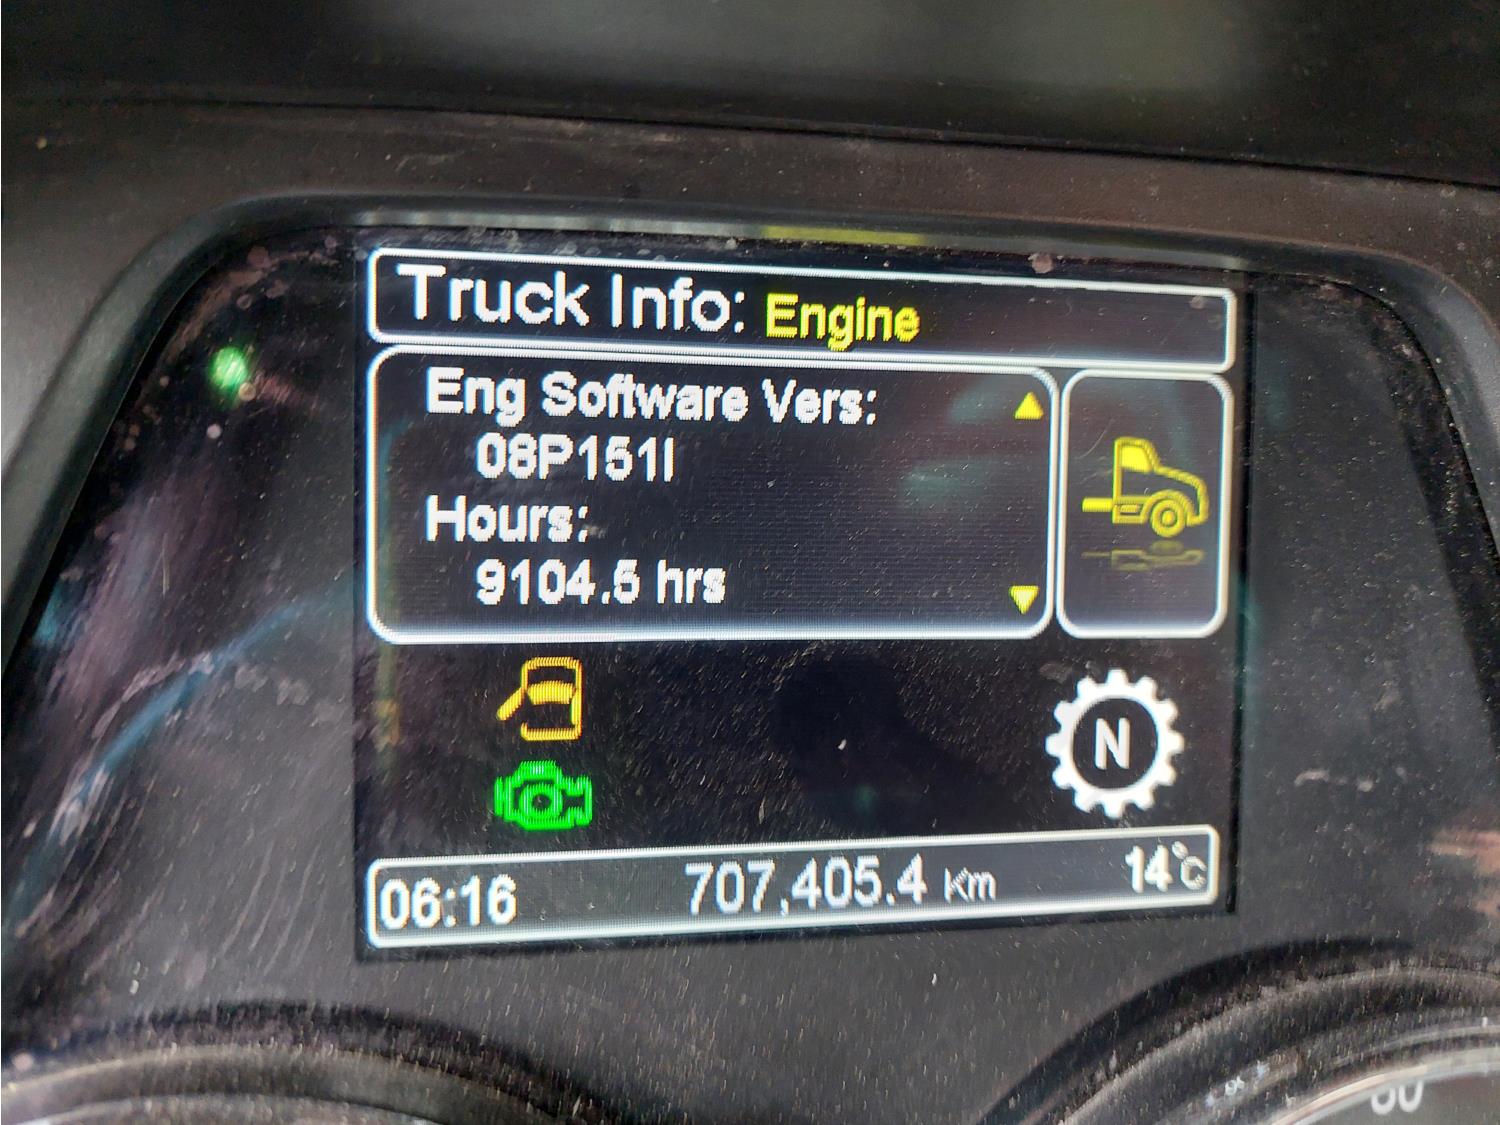 Truck Info: Engine
Eng Software Vers:
08P151I
Hours:
9104.5 hrs
N
06:16 707,405.4 km 14°C